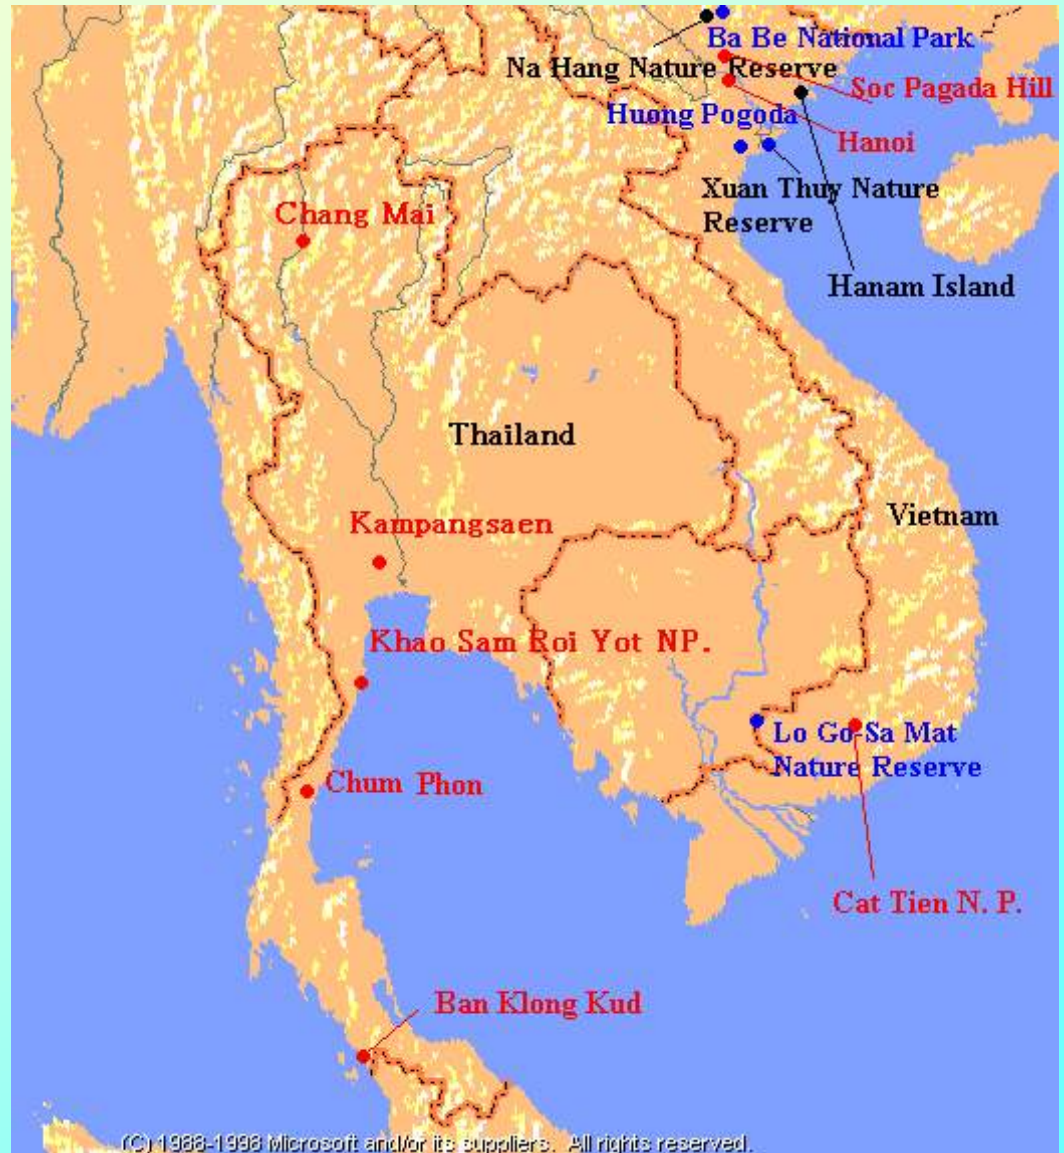 Ba Be National Park
Na Hang Nature Reserve
Soc Pagada Hill
Huong Pogoda
Hanoi
Xuan Thuy Nature
Reserve
Chang Mai
Hanam Island
Thailand
Vietnam
Kampangsaen
Khao Sam Roi Yot NP.
Lo Go-Sa Mat
Nature Reserve
Chum Phon
Cat Tien N. P.
Ban Klong Kud
(C) 1988-1998 Microsoft and/or its suppliers. All rights reserved.